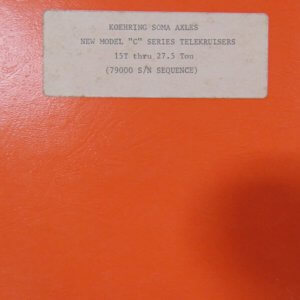 KOEHRING SOMA AXLES
NEW MODEL "C" SERIES TELEKRUISERS
15T thru 27.5 Ton
(79000 S/N SEQUENCE)